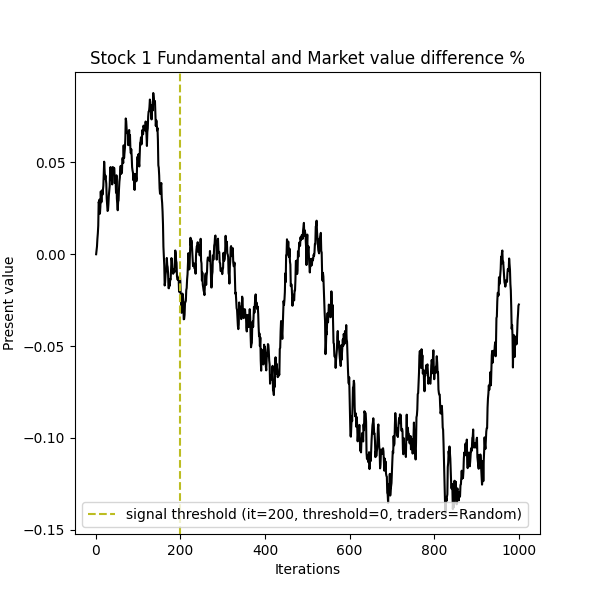 Stock 1 Fundamental and Market value difference %
Present value
0.05
0.00
−0.05
−0.10
−0.15
signal threshold (it=200, threshold=0, traders=Random)
0 200 400 600 800 1000
Iterations